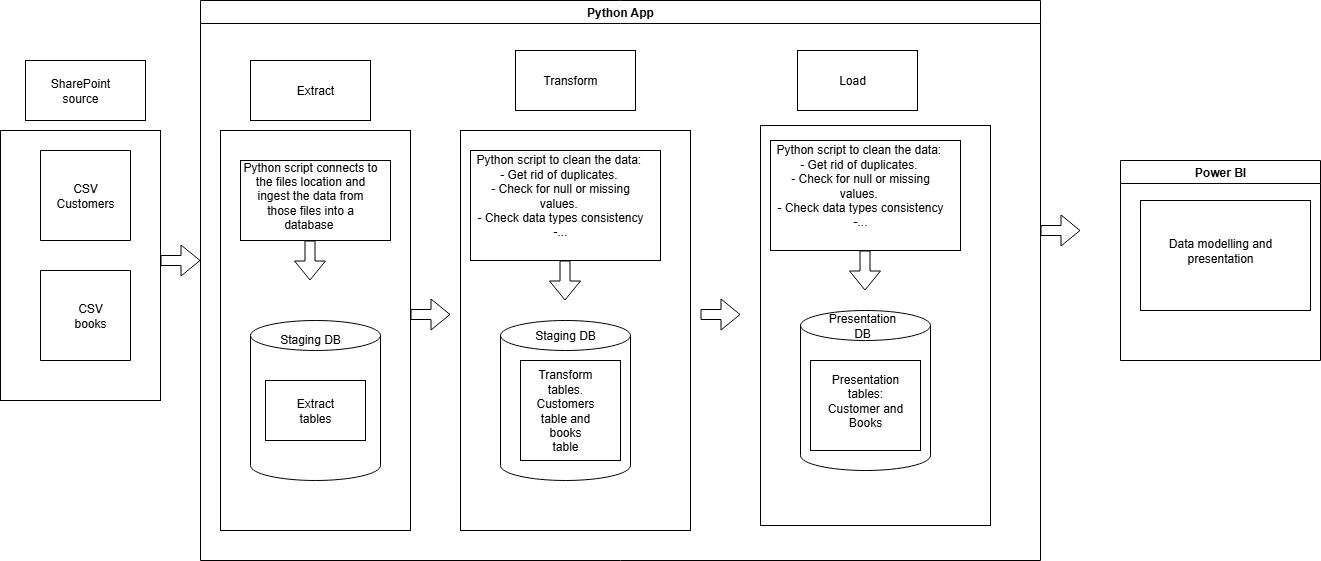 Python App
SharePoint
source
CSV
Customers
CSV
books
Extract
Python script connects to
the files location and
ingest the data from
those files into a
database
Staging DB
Extract
tables
Transform
Python script to clean the data:
- Get rid of duplicates.
- Check for null or missing
values.
- Check data types consistency
-...
Staging DB
Transform
tables.
Customers
table and
books
table
Load
Python script to clean the data:
- Get rid of duplicates.
- Check for null or missing
values.
- Check data types consistency
-...
Presentation
DB
Presentation
tables:
Customer and
Books
Power BI
Data modelling and
presentation